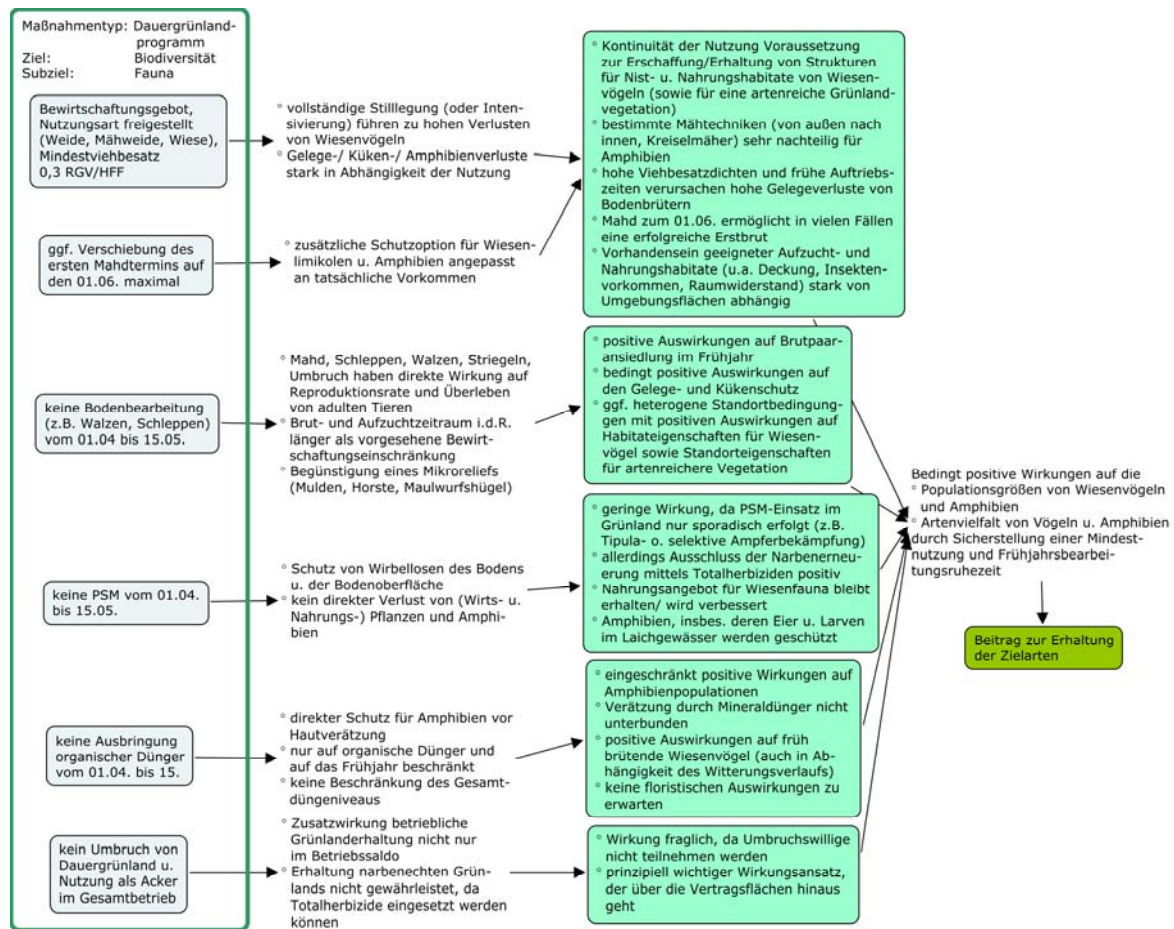 Maßnahmentyp: Dauergrünland-
programm
Ziel: Biodiversität
Subziel: Fauna
Bewirtschaftungsgebot,
Nutzungsart freigestellt
(Weide, Mähweide, Wiese),
Mindestviehbesatz
0,3 RGV/HFF
° vollständige Stilllegung (oder Inten-
sivierung) führen zu hohen Verlusten
von Wiesenvögeln
° Gelege-/ Küken-/ Amphibienverluste
stark in Abhängigkeit der Nutzung
° Kontinuität der Nutzung Voraussetzung
zur Erschaffung/Erhaltung von Strukturen
für Nist- u. Nahrungshabitate von Wiesen-
vögeln (sowie für eine artenreiche Grünland-
vegetation)
° bestimmte Mähtechniken (von außen nach
innen, Kreiselmäher) sehr nachteilig für
Amphibien
° hohe Viehbesatzdichten und frühe Auftriebs-
zeiten verursachen hohe Gelegeverluste von
Bodenbrütern
° Mahd zum 01.06. ermöglicht in vielen Fällen
eine erfolgreiche Erstbrut
° Vorhandensein geeigneter Aufzucht- und
Nahrungshabitate (u.a. Deckung, Insekten-
vorkommen, Raumwiderstand) stark von
Umgebungsflächen abhängig
ggf. Verschiebung des
ersten Mahdtermins auf
den 01.06. maximal
° zusätzliche Schutzoption für Wiesen-
limikolen u. Amphibien angepasst
an tatsächliche Vorkommen
keine Bodenbearbeitung
(z.B. Walzen, Schleppen)
vom 01.04 bis 15.05.
° Mahd, Schleppen, Walzen, Striegeln,
Umbruch haben direkte Wirkung auf
Reproduktionsrate und Überleben
von adulten Tieren
° Brut- und Aufzuchtzeitraum i.d.R.
länger als vorgesehene Bewirt-
schaftungseinschränkung
° Begünstigung eines Mikroreliefs
(Mulden, Horste, Maulwurfshügel)
° positive Auswirkungen auf Brutpaar-
ansiedlung im Frühjahr
° bedingt positive Auswirkungen auf
den Gelege- und Kükenschutz
° ggf. heterogene Standortbedingun-
gen mit positiven Auswirkungen auf
Habitateigenschaften für Wiesen-
vögel sowie Standorteigenschaften
für artenreichere Vegetation
keine PSM vom 01.04.
bis 15.05.
° Schutz von Wirbellosen des Bodens
u. der Bodenoberfläche
° kein direkter Verlust von (Wirts- u.
Nahrungs-) Pflanzen und Amphi-
bien
° geringe Wirkung, da PSM-Einsatz im
Grünland nur sporadisch erfolgt (z.B.
Tipula- o. selektive Ampferbekämpfung)
° allerdings Ausschluss der Narbenerneu-
erung mittels Totalherbiziden positiv
° Nahrungsangebot für Wiesenfauna bleibt
erhalten/ wird verbessert
° Amphibien, insbes. deren Eier u. Larven
im Laichgewässer werden geschützt
keine Ausbringung
organischer Dünger
vom 01.04. bis 15.
° direkter Schutz für Amphibien vor
Hautverätzung
° nur auf organische Dünger und
auf das Frühjahr beschränkt
° keine Beschränkung des Gesamt-
düngeniveaus
° eingeschränkt positive Wirkungen auf
Amphibienpopulationen
° Verätzung durch Mineraldünger nicht
unterbunden
° positive Auswirkungen auf früh
brütende Wiesenvögel (auch in Ab-
hängigkeit des Witterungsverlaufs)
° keine floristischen Auswirkungen zu
erwarten
kein Umbruch von
Dauergrünland u.
Nutzung als Acker
im Gesamtbetrieb
° Zusatzwirkung betriebliche
Grünlanderhaltung nicht nur
im Betriebssaldo
° Erhaltung narbenechten Grün-
lands nicht gewährleistet, da
Totalherbizide eingesetzt werden
können
° Wirkung fraglich, da Umbruchswillige
nicht teilnehmen werden
° prinzipiell wichtiger Wirkungsansatz,
der über die Vertragsflächen hinaus
geht
Bedingt positive Wirkungen auf die
° Populationsgrößen von Wiesenvögeln
und Amphibien
° Artenvielfalt von Vögeln u. Amphibien
durch Sicherstellung einer Mindest-
nutzung und Frühjahrsbearbei-
tungsruhezeit
Beitrag zur Erhaltung
der Zielarten